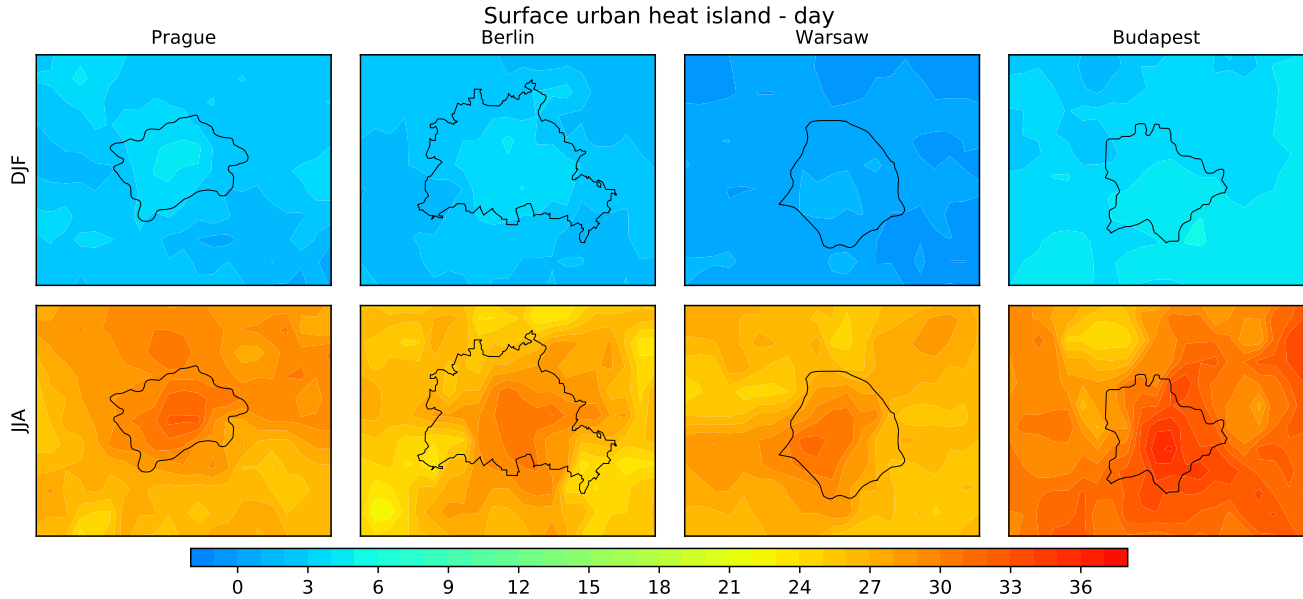 Surface urban heat island - day
Prague Berlin Warsaw Budapest
DJF
JJA
0 3 6 9 12 15 18 21 24 27 30 33 36